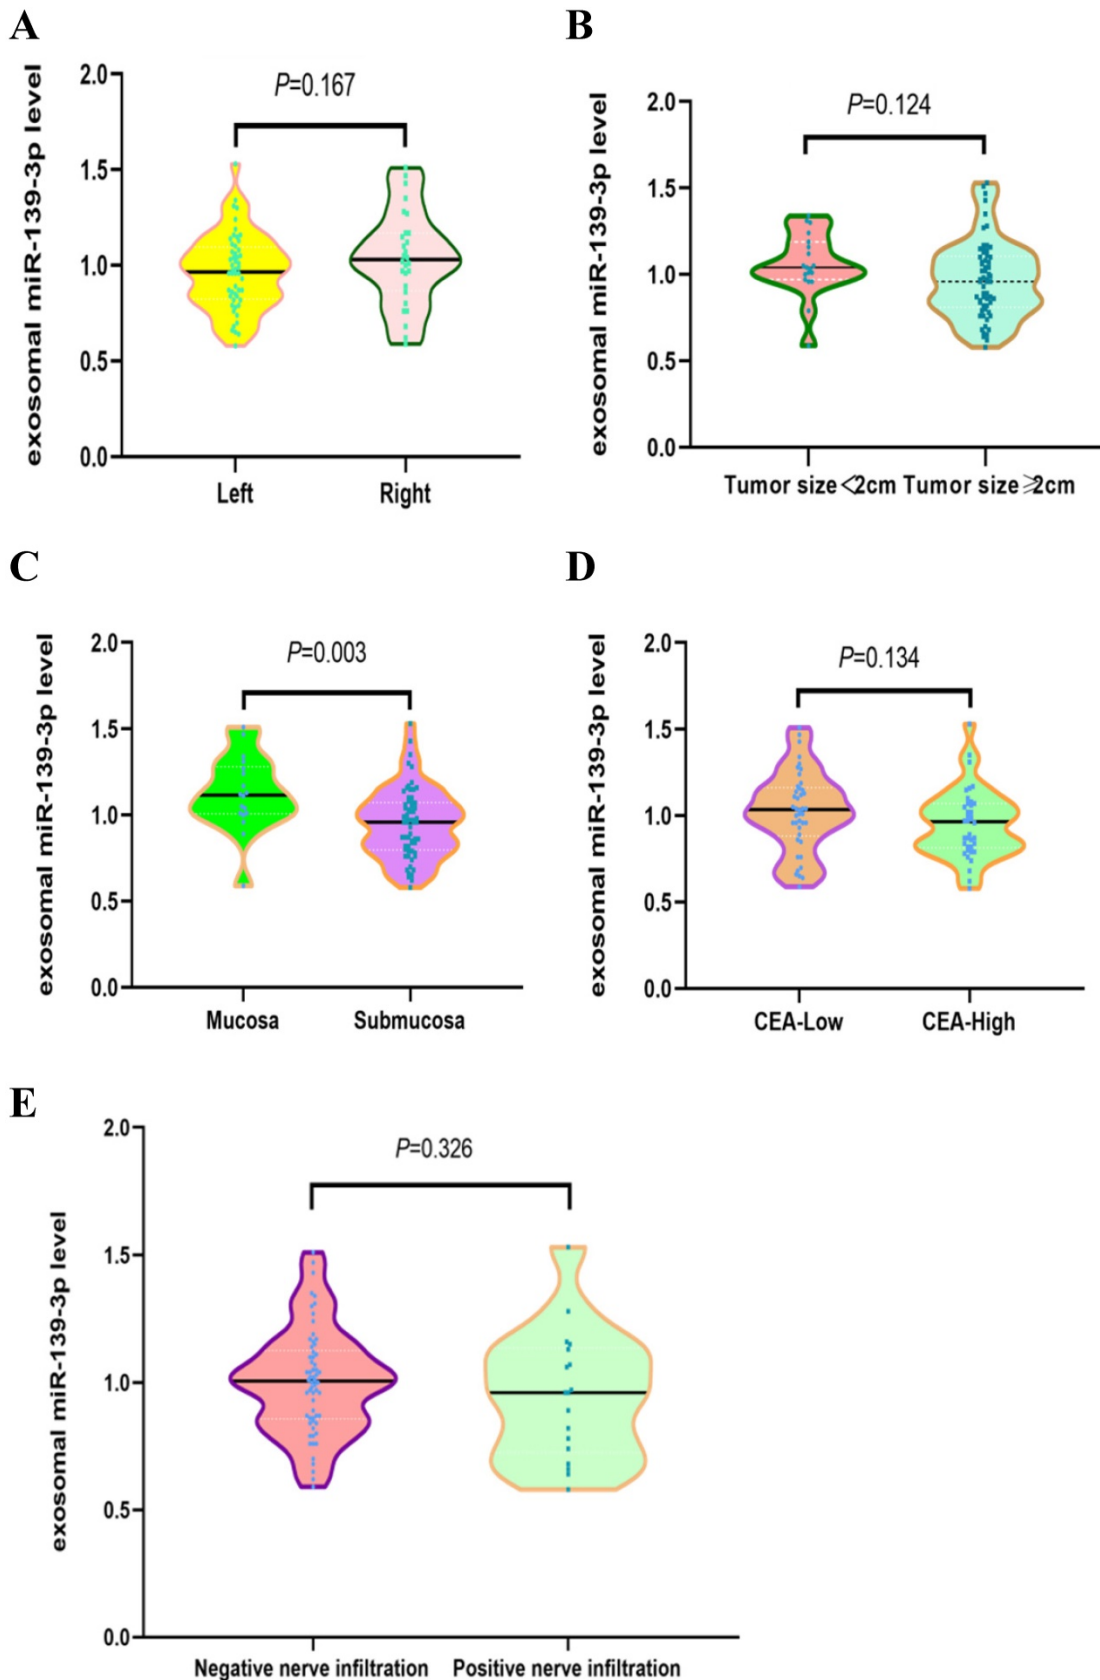 A
exosomal miR-139-3p level
2.0
1.5
1.0
0.5
0.0
P=0.167
Left
Right
B
exosomal miR-139-3p level
2.0
1.5
1.0
0.5
0.0
P=0.124
Tumor size<2cm
Tumor size⩾2cm
C
exosomal miR-139-3p level
2.0
1.5
1.0
0.5
0.0
P=0.003
Mucosa
Submucosa
D
exosomal miR-139-3p level
2.0
1.5
1.0
0.5
0.0
P=0.134
CEA-Low
CEA-High
E
exosomal miR-139-3p level
2.0
1.5
1.0
0.5
0.0
P=0.326
Negative nerve infiltration
Positive nerve infiltration